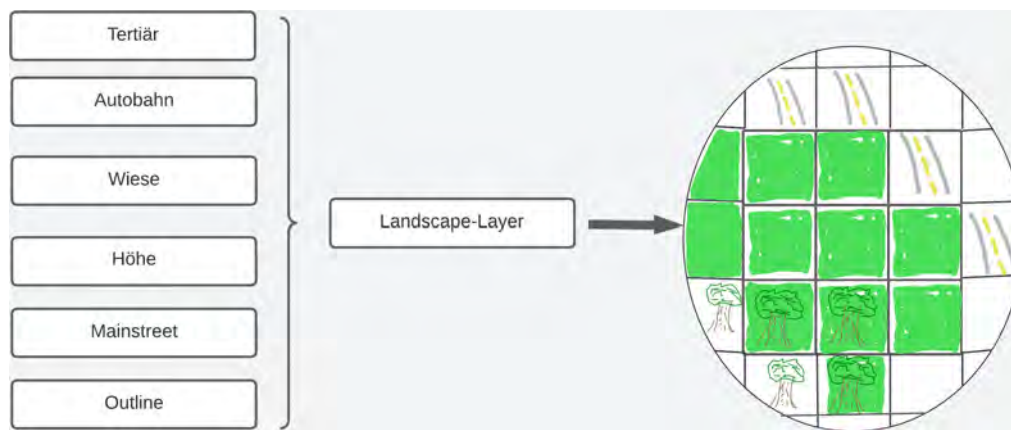 Tertiär
Autobahn
Wiese
Höhe
Mainstreet
Outline
Landscape-Layer